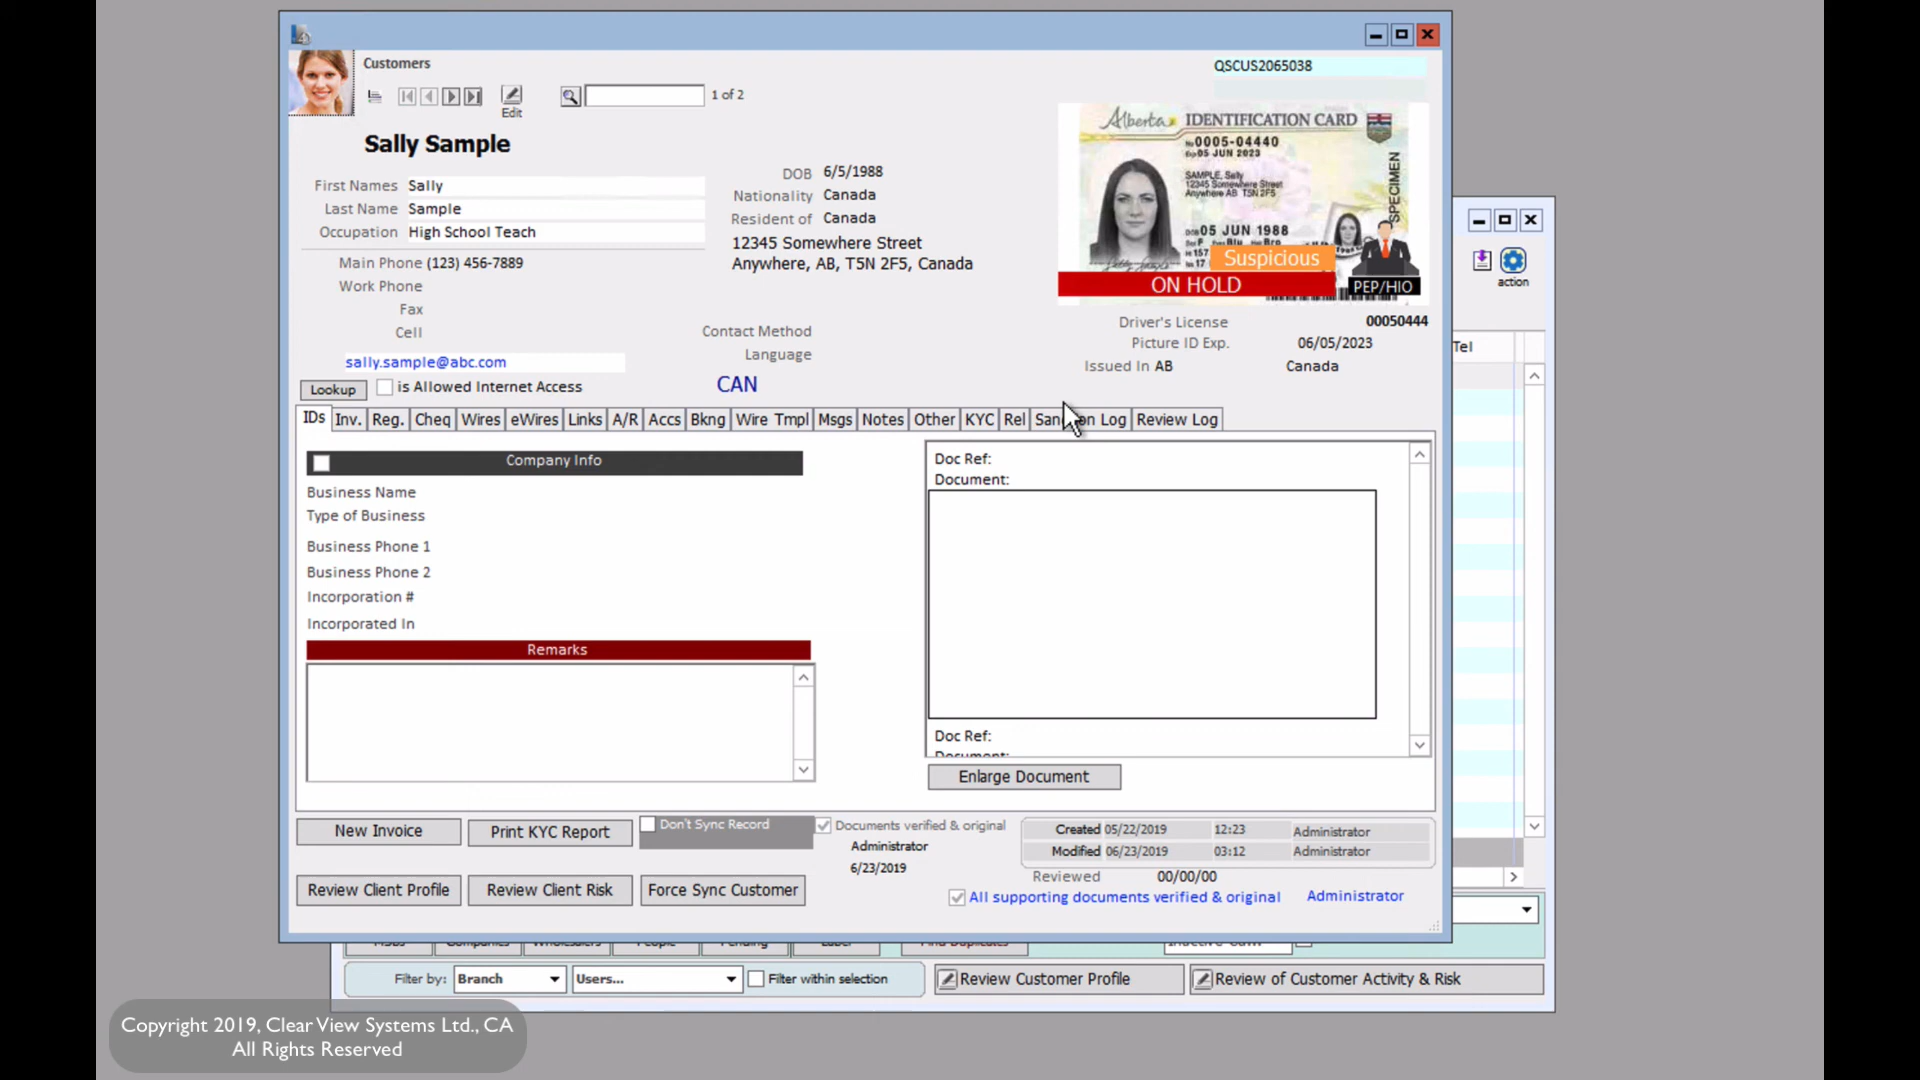 Customers
QSCUS2065038
Edit
1 of 2
Sally Sample
First Names Sally
Last Name Sample
Occupation High School Teach
Main Phone (123) 456-7889
Work Phone
Fax
Cell
sally.sample@abc.com
Lookup
is Allowed Internet Access
DOB 6/5/1988
Nationality Canada
Resident of Canada
12345 Somewhere Street
Anywhere, AB, T5N 2F5, Canada
Contact Method
Language
CAN
Alberta IDENTIFICATION CARD
No 0005-04440
Exp 05 JUN 2023
SAMPLE, Sally
12345 Somewhere Street
Anywhere AB T5N 2F5
SPECIMEN
05 JUN 1988
Suspicious
ON HOLD
PEP/HIO
Driver's License 00050444
Picture ID Exp. 06/05/2023
Issued In AB Canada
action
Tel
IDs Inv. Reg. Cheq Wires eWires Links A/R Accs Bkng Wire Tmpl Msgs Notes Other KYC Rel Log Review Log
Company Info
Business Name
Type of Business
Business Phone 1
Business Phone 2
Incorporation #
Incorporated In
Remarks
Doc Ref:
Document:
Doc Ref:
Document:
Enlarge Document
New Invoice
Print KYC Report
Don't Sync Record
Documents verified & original
Administrator
6/23/2019
Created 05/22/2019 12:23 Administrator
Modified 06/23/2019 03:12 Administrator
Reviewed 00/00/00
Review Client Profile
Review Client Risk
Force Sync Customer
All supporting documents verified & original Administrator
Filter by: Branch
Users...
Filter within selection
Review Customer Profile
Review of Customer Activity & Risk
Copyright 2019, Clear View Systems Ltd., CA
All Rights Reserved